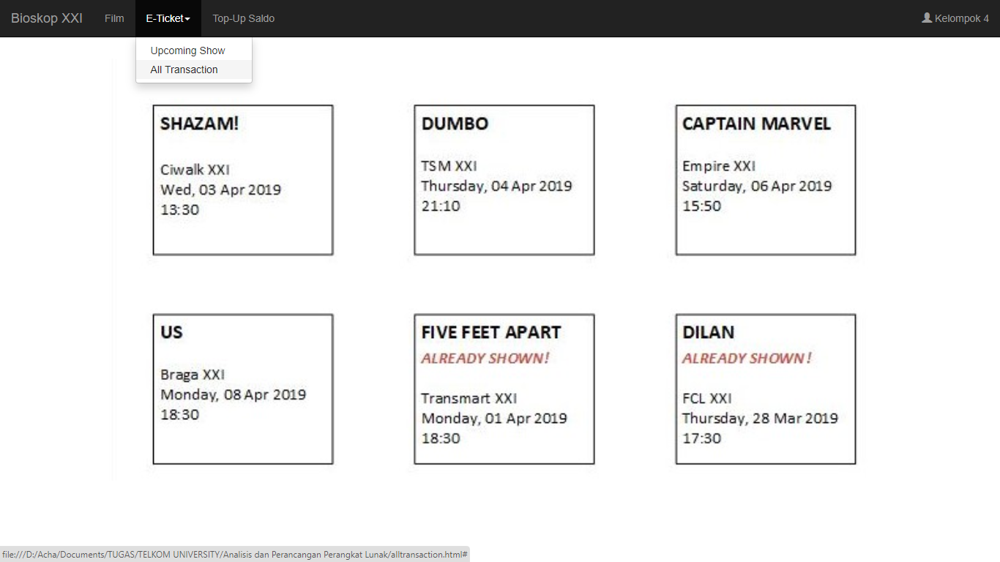 Bioskop XXI Film E-Ticket Top-Up Saldo Kelompok 4
Upcoming Show
All Transaction
SHAZAM!
Ciwalk XXI
Wed, 03 Apr 2019
13:30
DUMBO
TSM XXI
Thursday, 04 Apr 2019
21:10
CAPTAIN MARVEL
Empire XXI
Saturday, 06 Apr 2019
15:50
US
Braga XXI
Monday, 08 Apr 2019
18:30
FIVE FEET APART
ALREADY SHOWN!
Transmart XXI
Monday, 01 Apr 2019
18:30
DILAN
ALREADY SHOWN!
FCL XXI
Thursday, 28 Mar 2019
17:30
file:///D:/Acha/Documents/TUGAS/TELKOM UNIVERSITY/Analisis dan Perancangan Perangkat Lunak/alltransaction.html#